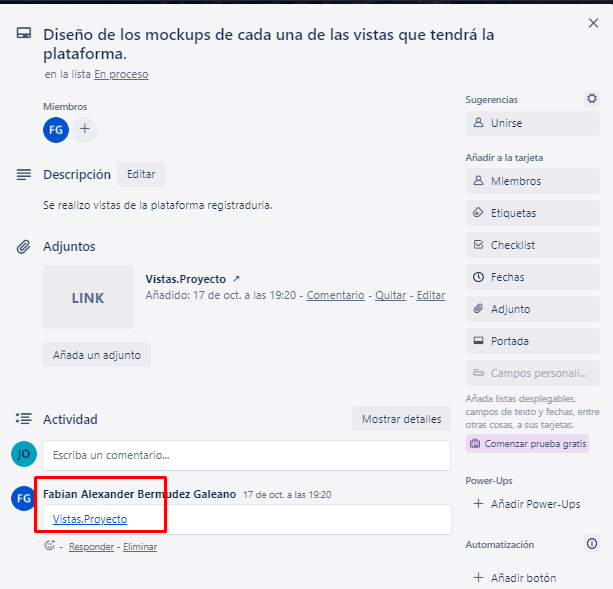 Diseño de los mockups de cada una de las vistas que tendrá la
plataforma.
en la lista En proceso
Miembros
FG
Descripción
Editar
Se realizo vistas de la plataforma registraduria.
Adjuntos
LINK
Vistas.Proyecto ↗
Añadido: 17 de oct. a las 19:20 - Comentario - Quitar - Editar
Añada un adjunto
Actividad
Mostrar detalles
JO
Escriba un comentario...
FG
Fabian Alexander Bermudez Galeano 17 de oct. a las 19:20
Vistas.Proyecto
- Responder - Eliminar
Sugerencias
Unirse
Añadir a la tarjeta
Miembros
Etiquetas
Checklist
Fechas
Adjunto
Portada
Campos personali...
Añada listas desplegables,
campos de texto y fechas, entre
otras cosas, a sus tarjetas.
Comenzar prueba gratis
Power-Ups
+ Añadir Power-Ups
Automatización
+ Añadir botón